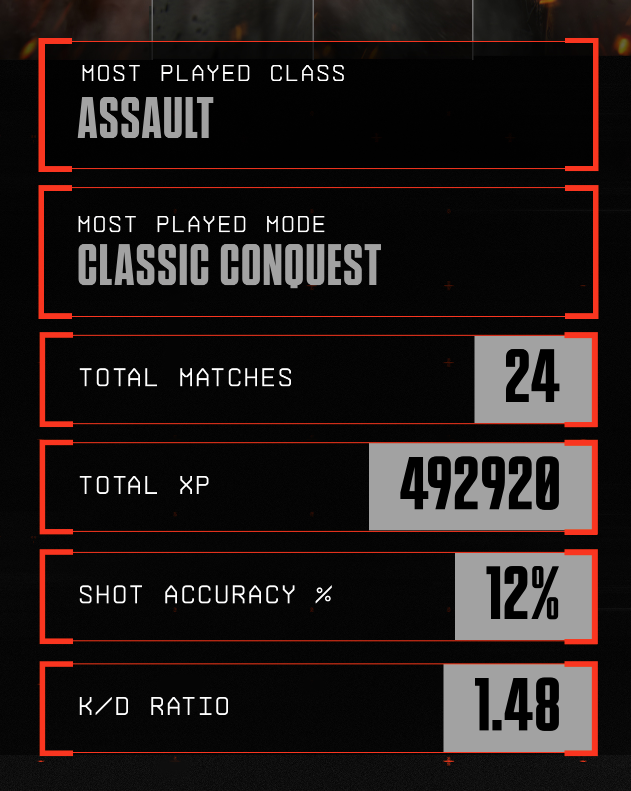 MOST PLAYED CLASS
ASSAULT
MOST PLAYED MODE
CLASSIC CONQUEST
TOTAL MATCHES 24
TOTAL XP 492920
SHOT ACCURACY % 12%
K/D RATIO 1.48